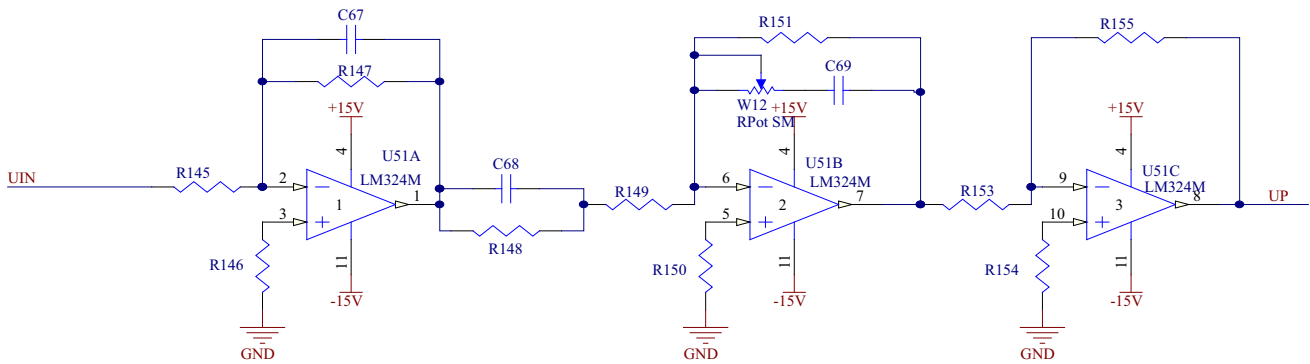 C67
R147
+15V
4
U51A
LM324M
UIN
R145
2
3
1
1
11
-15V
R146
GND
C68
R148
R149
R151
C69
W12
RPot SM
+15V
4
U51B
LM324M
6
5
2
7
11
-15V
R150
GND
R153
R155
+15V
4
U51C
LM324M
9
10
3
8
11
-15V
R154
GND
UP